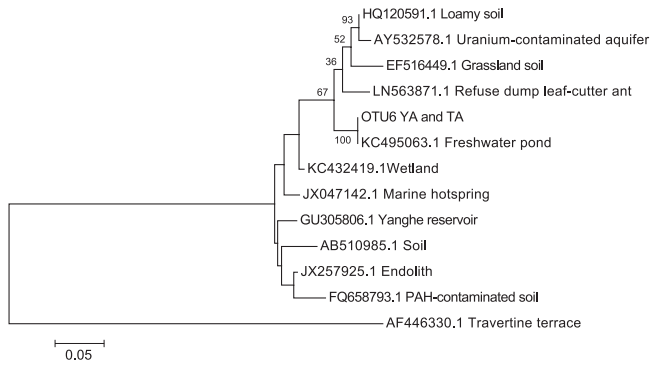 HQ120591.1 Loamy soil
93
AY532578.1 Uranium-contaminated aquifer
52
EF516449.1 Grassland soil
36
LN563871.1 Refuse dump leaf-cutter ant
67
OTU6 YA and TA
100
KC495063.1 Freshwater pond
KC432419.1Wetland
JX047142.1 Marine hotspring
GU305806.1 Yanghe reservoir
AB510985.1 Soil
JX257925.1 Endolith
FQ658793.1 PAH-contaminated soil
AF446330.1 Travertine terrace
0.05